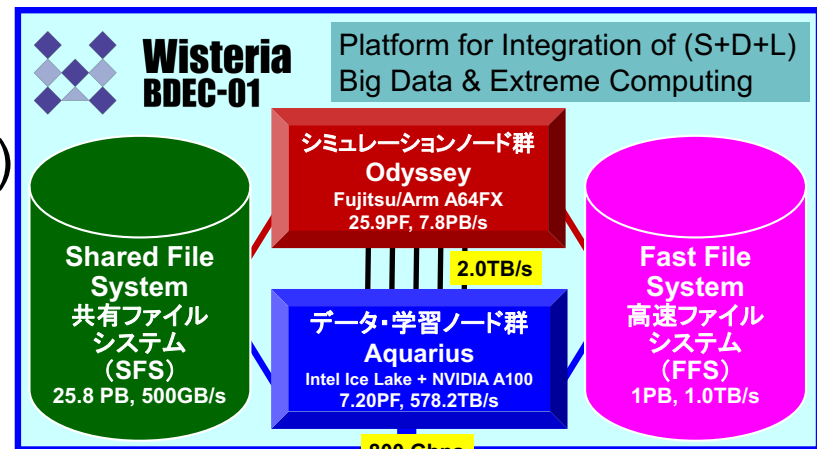 Wisteria
BDEC-01
Platform for Integration of (S+D+L)
Big Data & Extreme Computing
)
シミュレーションノード群
Odyssey
Fujitsu/Arm A64FX
25.9PF, 7.8PB/s
2.0TB/s
Shared File
System
共有ファイル
システム
(SFS)
25.8 PB, 500GB/s
データ・学習ノード群
Aquarius
Intel Ice Lake + NVIDIA A100
7.20PF, 578.2TB/s
Fast File
System
高速ファイル
システム
(FFS)
1PB, 1.0TB/s
800 Gbps